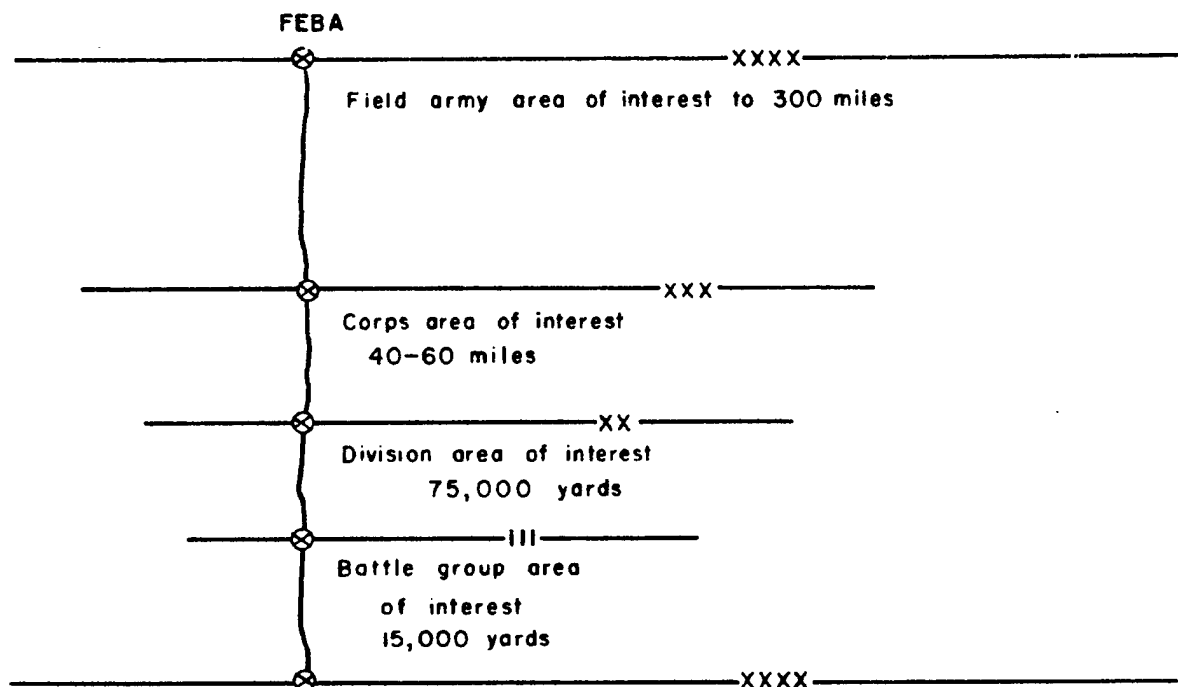 FEBA
XXXX
Field army area of interest to 300 miles
XXX
Corps area of interest
40-60 miles
XX
Division area of interest
75,000 yards
III
Battle group area
of interest
15,000 yards
XXXX